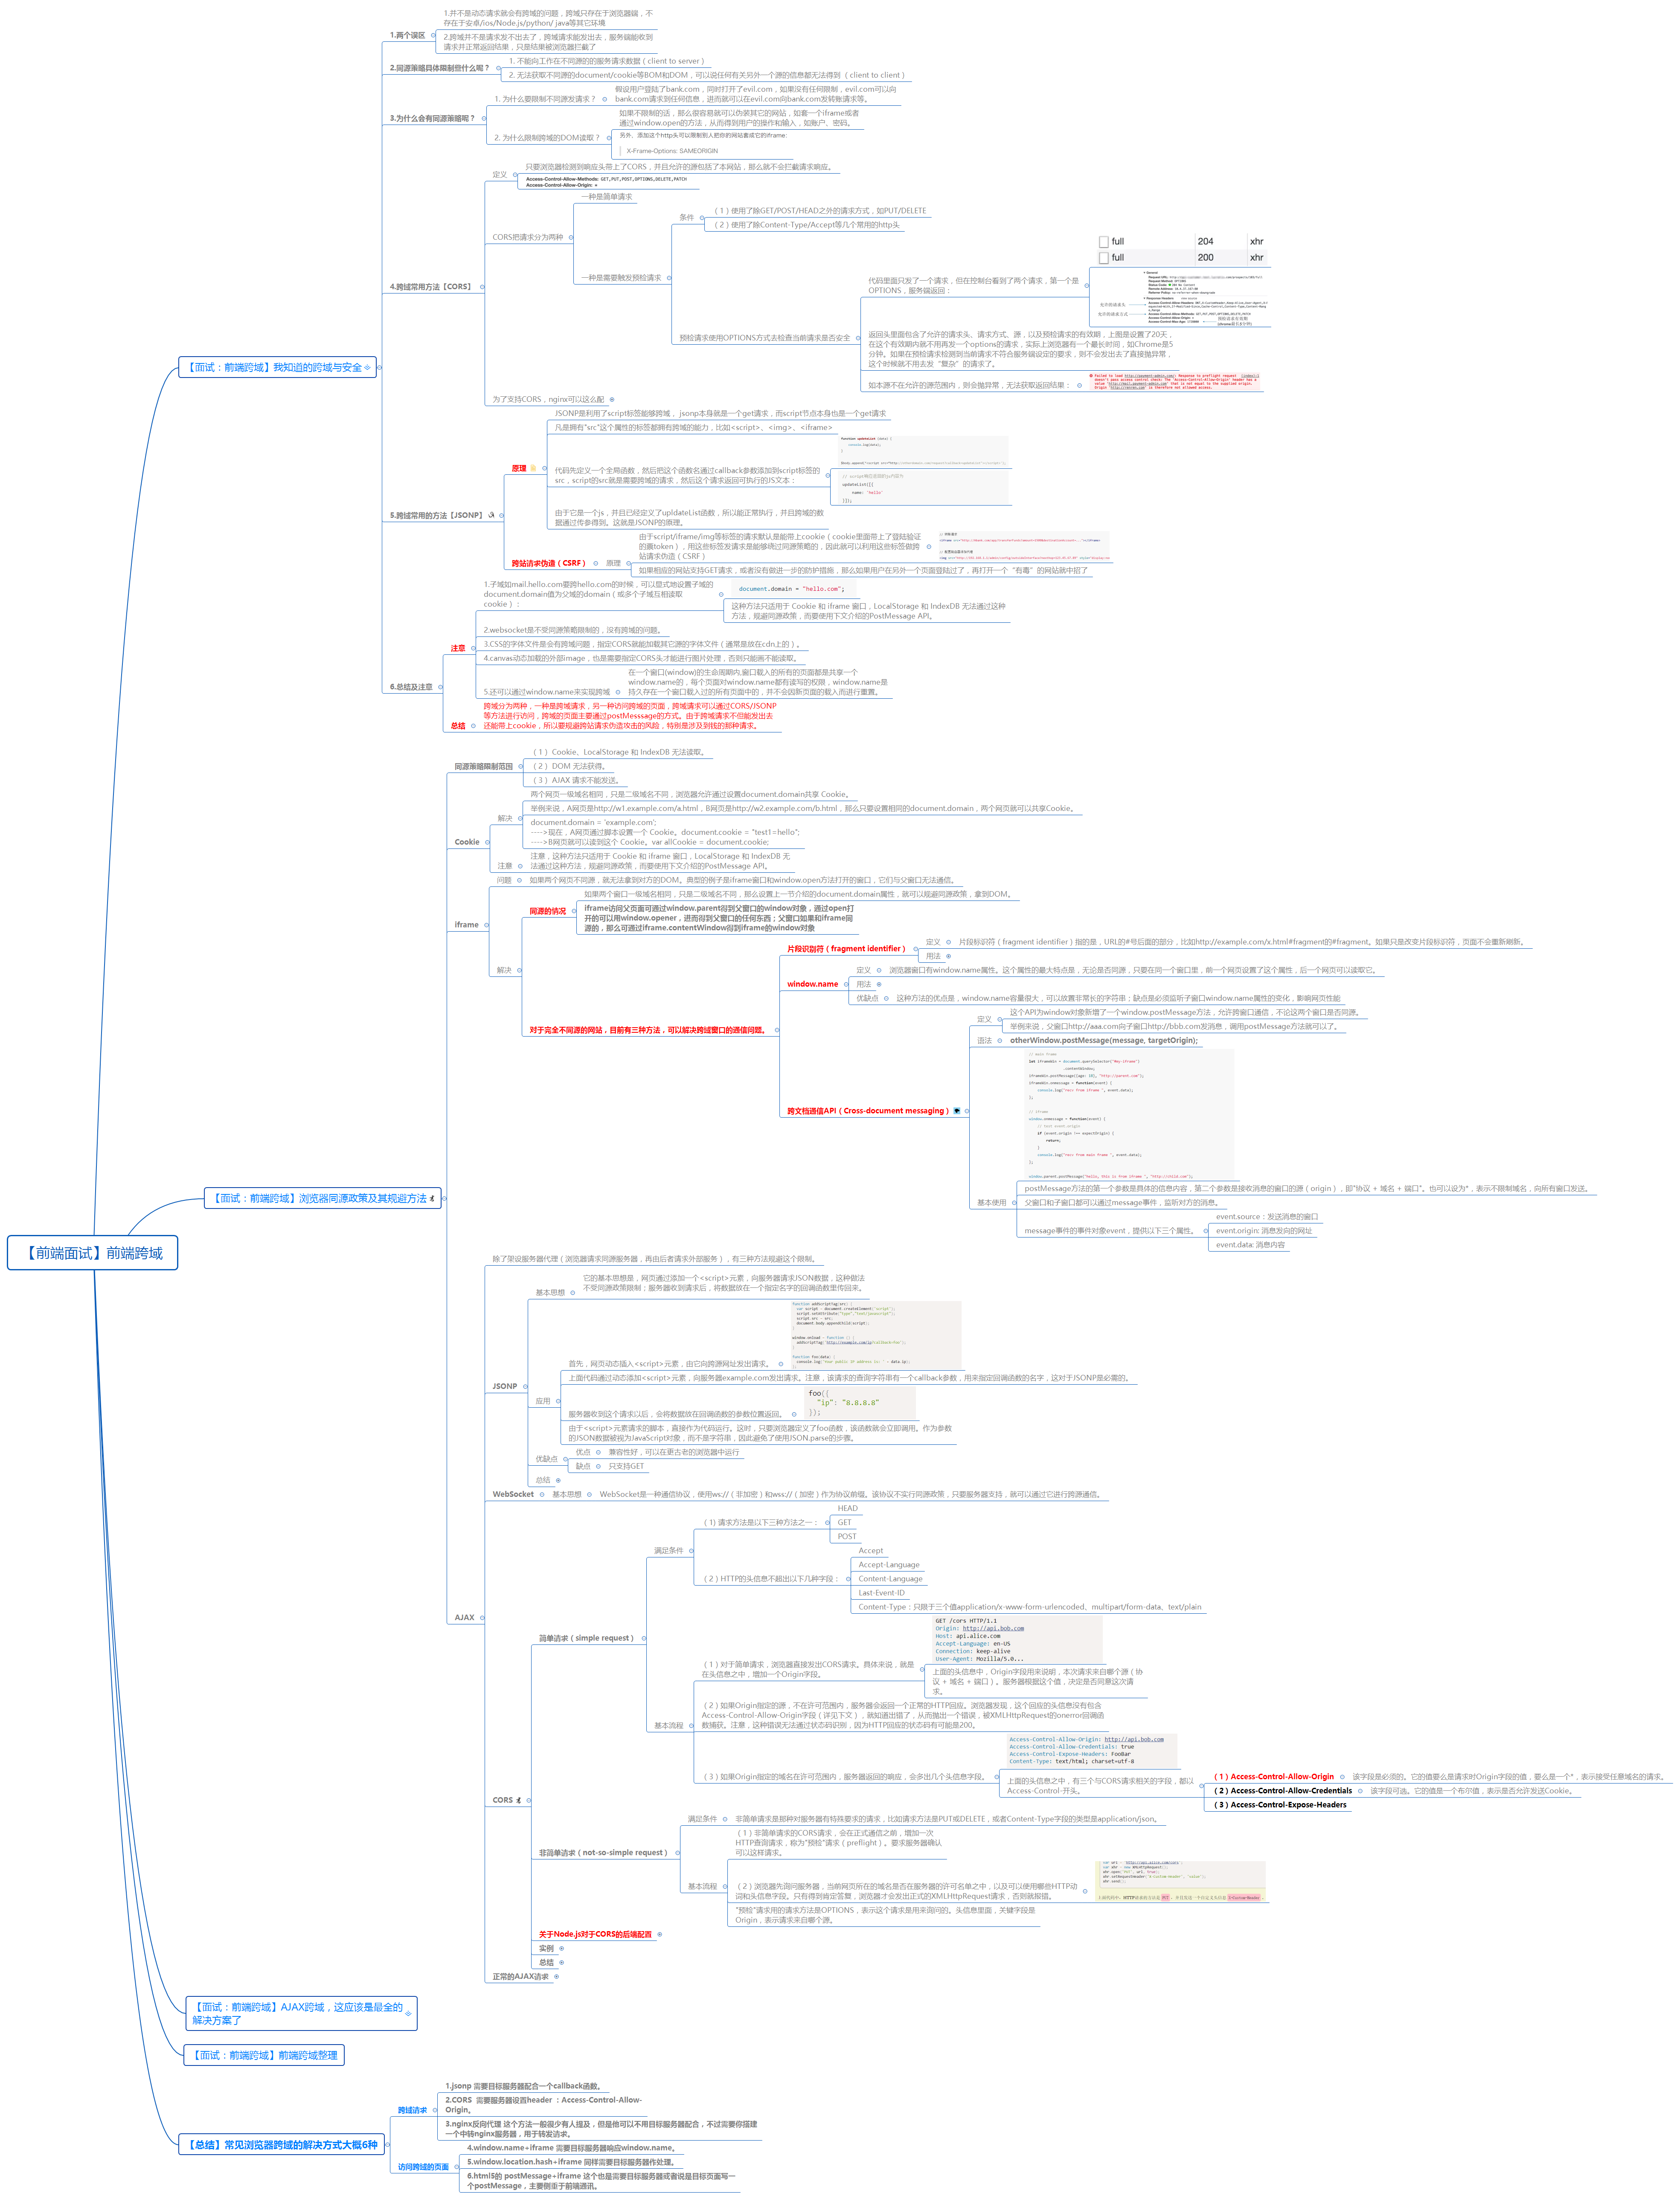 【前端面试】前端跨域
【面试：前端跨域】我知道的跨域与安全
1.两个误区
1.并不是动态请求就会有跨域的问题，跨域只存在于浏览器端，不
存在于安卓/ios/Node.js/python/ java等其它环境
2.跨域并不是请求发不出去了，跨域请求能发出去，服务端能收到
请求并正常返回结果，只是结果被浏览器拦截了
2.同源策略具体限制些什么呢？
1. 不能向工作在不同源的的服务请求数据（client to server）
2. 无法获取不同源的document/cookie等BOM和DOM，可以说任何有关另外一个源的信息都无法得到 （client to client）
3.为什么会有同源策略呢？
1. 为什么要限制不同源发请求？
假设用户登陆了bank.com，同时打开了evil.com，如果没有任何限制，evil.com可以向
bank.com请求到任何信息，进而就可以在evil.com向bank.com发转账请求等。
2. 为什么限制跨域的DOM读取？
如果不限制的话，那么很容易就可以伪装其它的网站，如套一个iframe或者
通过window.open的方法，从而得到用户的操作和输入，如账户、密码。
另外，添加这个http头可以限制别人把你的网站套成它的iframe:
X-Frame-Options: SAMEORIGIN
4.跨域常用方法【CORS】
定义
只要浏览器检测到响应头带上了CORS，并且允许的源包括了本网站，那么就不会拦截请求响应。
Access-Control-Allow-Methods: GET,PUT,POST,OPTIONS,DELETE,PATCH
Access-Control-Allow-Origin: *
CORS把请求分为两种
一种是简单请求
一种是需要触发预检请求
条件
（1）使用了除GET/POST/HEAD之外的请求方式，如PUT/DELETE
（2）使用了除Content-Type/Accept等几个常用的http头
预检请求使用OPTIONS方式去检查当前请求是否安全
代码里面只发了一个请求，但在控制台看到了两个请求，第一个是
OPTIONS，服务端返回：
full 204 xhr
full 200 xhr
返回头里面包含了允许的请求头、请求方式、源，以及预检请求的有效期，上图是设置了20天，
在这个有效期内就不用再发一个options的请求，实际上浏览器有一个最长时间，如Chrome是5
分钟。如果在预检请求检测到当前请求不符合服务端设定的要求，则不会发出去了直接抛异常，
这个时候就不用去发“复杂”的请求了。
如本源不在允许的源范围内，则会抛异常，无法获取返回结果：
为了支持CORS，nginx可以这么配
5.跨域常用的方法【JSONP】
原理
JSONP是利用了script标签能够跨域， jsonp本身就是一个get请求，而script节点本身也是一个get请求
凡是拥有"src"这个属性的标签都拥有跨域的能力，比如<script>、<img>、<iframe>
代码先定义一个全局函数，然后把这个函数名通过callback参数添加到script标签的
src，script的src就是需要跨域的请求，然后这个请求返回可执行的JS文本：
updateList([{
name: 'hello'
}]);
由于它是一个js，并且已经定义了upldateList函数，所以能正常执行，并且跨域的数
据通过传参得到。这就是JSONP的原理。
跨站请求伪造（CSRF）
原理
由于script/iframe/img等标签的请求默认是能带上cookie（cookie里面带上了登陆验证
的票token），用这些标签发请求是能够绕过同源策略的，因此就可以利用这些标签做跨
站请求伪造（CSRF）
如果相应的网站支持GET请求，或者没有做进一步的防护措施，那么如果用户在另外一个页面登陆过了，再打开一个“有毒”的网站就中招了
6.总结及注意
注意
1.子域如mail.hello.com要跨hello.com的时候，可以显式地设置子域的
document.domain值为父域的domain（或多个子域互相读取
cookie）：
document.domain = "hello.com";
这种方法只适用于 Cookie 和 iframe 窗口，LocalStorage 和 IndexDB 无法通过这种
方法，规避同源政策，而要使用下文介绍的PostMessage API。
2.websocket是不受同源策略限制的，没有跨域的问题。
3.CSS的字体文件是会有跨域问题，指定CORS就能加载其它源的字体文件（通常是放在cdn上的）。
4.canvas动态加载的外部image，也是需要指定CORS头才能进行图片处理，否则只能画不能读取。
5.还可以通过window.name来实现跨域
在一个窗口(window)的生命周期内,窗口载入的所有的页面都是共享一个
window.name的，每个页面对window.name都有读写的权限，window.name是
持久存在一个窗口载入过的所有页面中的，并不会因新页面的载入而进行重置。
总结
跨域分为两种，一种是跨域请求，另一种访问跨域的页面，跨域请求可以通过CORS/JSONP
等方法进行访问，跨域的页面主要通过postMesssage的方式。由于跨域请求不但能发出去
还能带上cookie，所以要规避跨站请求伪造攻击的风险，特别是涉及到钱的那种请求。
【面试：前端跨域】浏览器同源政策及其规避方法
同源策略限制范围
（1） Cookie、LocalStorage 和 IndexDB 无法读取。
（2） DOM 无法获得。
（3） AJAX 请求不能发送。
Cookie
解决
两个网页一级域名相同，只是二级域名不同，浏览器允许通过设置document.domain共享 Cookie。
举例来说，A网页是http://w1.example.com/a.html，B网页是http://w2.example.com/b.html，那么只要设置相同的document.domain，两个网页就可以共享Cookie。
document.domain = 'example.com';
---->现在，A网页通过脚本设置一个 Cookie。document.cookie = "test1=hello";
---->B网页就可以读到这个 Cookie。var allCookie = document.cookie;
注意
注意，这种方法只适用于 Cookie 和 iframe 窗口，LocalStorage 和 IndexDB 无
法通过这种方法，规避同源政策，而要使用下文介绍的PostMessage API。
iframe
问题
如果两个网页不同源，就无法拿到对方的DOM。典型的例子是iframe窗口和window.open方法打开的窗口，它们与父窗口无法通信。
解决
同源的情况
如果两个窗口一级域名相同，只是二级域名不同，那么设置上一节介绍的document.domain属性，就可以规避同源政策，拿到DOM。
iframe访问父页面可通过window.parent得到父窗口的window对象，通过open打
开的可以用window.opener，进而得到父窗口的任何东西；父窗口如果和iframe同
源的，那么可通过iframe.contentWindow得到iframe的window对象
对于完全不同源的网站，目前有三种方法，可以解决跨域窗口的通信问题。
片段识别符（fragment identifier）
定义
片段标识符（fragment identifier）指的是，URL的#号后面的部分，比如http://example.com/x.html#fragment的#fragment。如果只是改变片段标识符，页面不会重新刷新。
用法
window.name
定义
浏览器窗口有window.name属性。这个属性的最大特点是，无论是否同源，只要在同一个窗口里，前一个网页设置了这个属性，后一个网页可以读取它。
用法
优缺点
这种方法的优点是，window.name容量很大，可以放置非常长的字符串；缺点是必须监听子窗口window.name属性的变化，影响网页性能
跨文档通信API（Cross-document messaging）
定义
这个API为window对象新增了一个window.postMessage方法，允许跨窗口通信，不论这两个窗口是否同源。
举例来说，父窗口http://aaa.com向子窗口http://bbb.com发消息，调用postMessage方法就可以了。
语法
otherWindow.postMessage(message, targetOrigin);
基本使用
postMessage方法的第一个参数是具体的信息内容，第二个参数是接收消息的窗口的源（origin），即"协议 + 域名 + 端口"。也可以设为*，表示不限制域名，向所有窗口发送。
父窗口和子窗口都可以通过message事件，监听对方的消息。
message事件的事件对象event，提供以下三个属性。
event.source：发送消息的窗口
event.origin: 消息发向的网址
event.data: 消息内容
AJAX
除了架设服务器代理（浏览器请求同源服务器，再由后者请求外部服务），有三种方法规避这个限制。
JSONP
基本思想
它的基本思想是，网页通过添加一个<script>元素，向服务器请求JSON数据，这种做法
不受同源政策限制；服务器收到请求后，将数据放在一个指定名字的回调函数里传回来。
应用
首先，网页动态插入<script>元素，由它向跨源网址发出请求。
上面代码通过动态添加<script>元素，向服务器example.com发出请求。注意，该请求的查询字符串有一个callback参数，用来指定回调函数的名字，这对于JSONP是必需的。
服务器收到这个请求以后，会将数据放在回调函数的参数位置返回。
foo({
"ip": "8.8.8.8"
});
由于<script>元素请求的脚本，直接作为代码运行。这时，只要浏览器定义了foo函数，该函数就会立即调用。作为参数
的JSON数据被视为JavaScript对象，而不是字符串，因此避免了使用JSON.parse的步骤。
优缺点
优点
兼容性好，可以在更古老的浏览器中运行
缺点
只支持GET
总结
WebSocket
基本思想
WebSocket是一种通信协议，使用ws://（非加密）和wss://（加密）作为协议前缀。该协议不实行同源政策，只要服务器支持，就可以通过它进行跨源通信。
CORS
简单请求（simple request）
满足条件
（1) 请求方法是以下三种方法之一：
HEAD
GET
POST
（2）HTTP的头信息不超出以下几种字段：
Accept
Accept-Language
Content-Language
Last-Event-ID
Content-Type：只限于三个值application/x-www-form-urlencoded、multipart/form-data、text/plain
基本流程
（1）对于简单请求，浏览器直接发出CORS请求。具体来说，就是
在头信息之中，增加一个Origin字段。
GET /cors HTTP/1.1
Origin: http://api.bob.com
Host: api.alice.com
Accept-Language: en-US
Connection: keep-alive
User-Agent: Mozilla/5.0...
上面的头信息中，Origin字段用来说明，本次请求来自哪个源（协
议 + 域名 + 端口）。服务器根据这个值，决定是否同意这次请
求。
（2）如果Origin指定的源，不在许可范围内，服务器会返回一个正常的HTTP回应。浏览器发现，这个回应的头信息没有包含
Access-Control-Allow-Origin字段（详见下文），就知道出错了，从而抛出一个错误，被XMLHttpRequest的onerror回调函
数捕获。注意，这种错误无法通过状态码识别，因为HTTP回应的状态码有可能是200。
（3）如果Origin指定的域名在许可范围内，服务器返回的响应，会多出几个头信息字段。
Access-Control-Allow-Origin: http://api.bob.com
Access-Control-Allow-Credentials: true
Access-Control-Expose-Headers: FooBar
Content-Type: text/html; charset=utf-8
上面的头信息之中，有三个与CORS请求相关的字段，都以
Access-Control-开头。
（1）Access-Control-Allow-Origin
该字段是必须的。它的值要么是请求时Origin字段的值，要么是一个*，表示接受任意域名的请求。
（2）Access-Control-Allow-Credentials
该字段可选。它的值是一个布尔值，表示是否允许发送Cookie。
（3）Access-Control-Expose-Headers
非简单请求（not-so-simple request）
满足条件
非简单请求是那种对服务器有特殊要求的请求，比如请求方法是PUT或DELETE，或者Content-Type字段的类型是application/json。
基本流程
（1）非简单请求的CORS请求，会在正式通信之前，增加一次
HTTP查询请求，称为"预检"请求（preflight）。要求服务器确认
可以这样请求。
（2）浏览器先询问服务器，当前网页所在的域名是否在服务器的许可名单之中，以及可以使用哪些HTTP动
词和头信息字段。只有得到肯定答复，浏览器才会发出正式的XMLHttpRequest请求，否则就报错。
"预检"请求用的请求方法是OPTIONS，表示这个请求是用来询问的。头信息里面，关键字段是
Origin，表示请求来自哪个源。
关于Node.js对于CORS的后端配置
实例
总结
正常的AJAX请求
【面试：前端跨域】AJAX跨域，这应该是最全的
解决方案了
【面试：前端跨域】前端跨域整理
【总结】常见浏览器跨域的解决方式大概6种
跨域请求
1.jsonp 需要目标服务器配合一个callback函数。
2.CORS 需要服务器设置header ：Access-Control-Allow-
Origin。
3.nginx反向代理 这个方法一般很少有人提及，但是他可以不用目标服务器配合，不过需要你搭建
一个中转nginx服务器，用于转发请求。
访问跨域的页面
4.window.name+iframe 需要目标服务器响应window.name。
5.window.location.hash+iframe 同样需要目标服务器作处理。
6.html5的 postMessage+iframe 这个也是需要目标服务器或者说是目标页面写一
个postMessage，主要侧重于前端通讯。